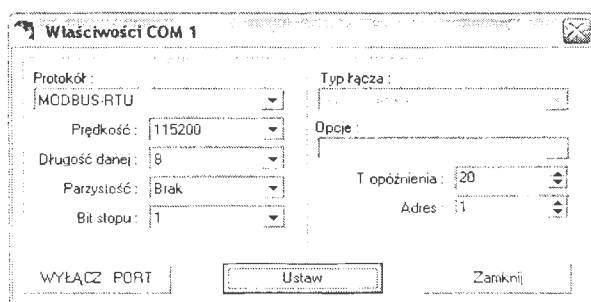 Właściwości COM 1
Protokół :
MODBUS-RTU
Prędkość : 115200
Długość danej : 8
Parzystość : Brak
Bit stopu : 1
Typ łącza :
Opcje :
T opóźnienia : 20
Adres : 1
WYŁĄCZ PORT
Ustaw
Zamknij